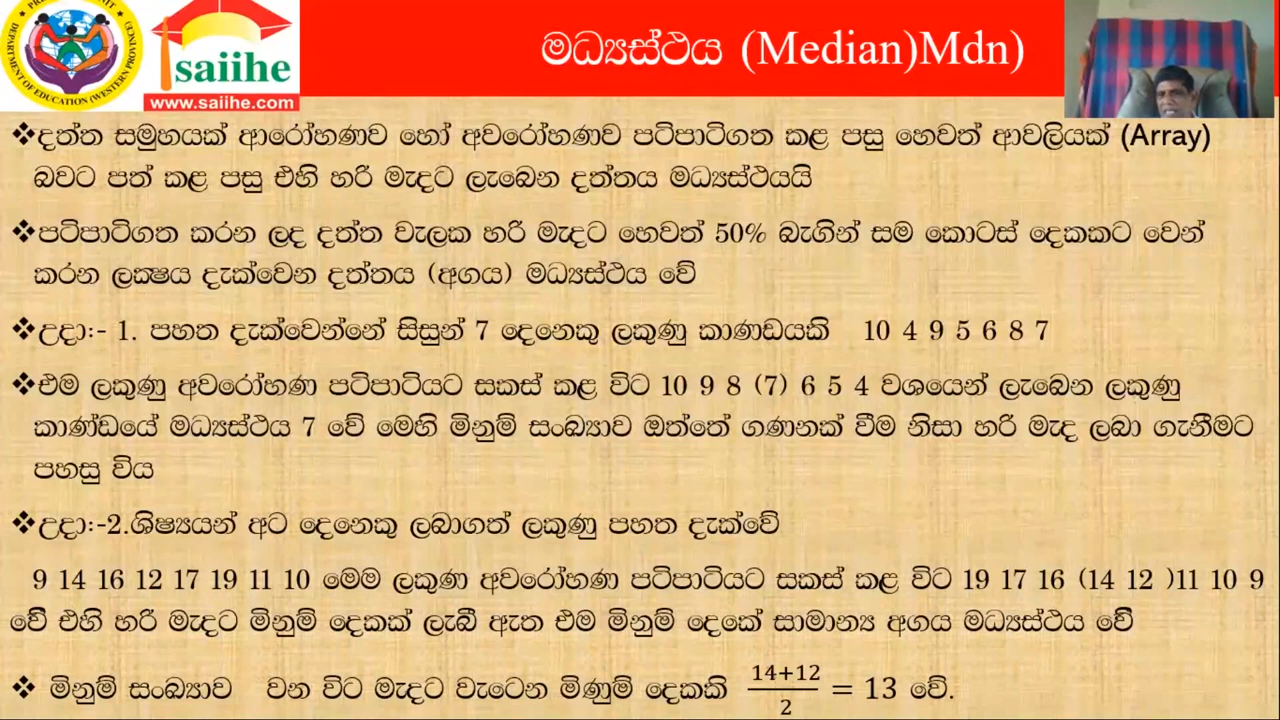 PRE
DEPARTMENT OF EDUCATION (WESTERN PROVINCE)
saiihe
www.saiihe.com
මධ්‍යස්ථය (Median)Mdn)
❖දත්ත සමුහයක් ආරෝහණව හෝ අවරෝහණව පටිපාටිගත කළ පසු හෙවත් ආවලියක් (Array)
බවට පත් කළ පසු එහි හරි මැදට ලැබෙන දත්තය මධ්‍යස්ථයයි
❖පටිපාටිගත කරන ලද දත්ත වැලක හරි මැදට හෙවත් 50% බැගින් සම කොටස් දෙකකට වෙන්
කරන ලක්‍ෂය දැක්වෙන දත්තය (අගය) මධ්‍යස්ථය වේ
❖උදා:- 1. පහත දැක්වෙන්නේ සිසුන් 7 දෙනෙකු ලකුණු කාණඩයකි 10 4 9 5 6 8 7
❖එම ලකුණු අවරෝහණ පටිපාටියට සකස් කළ විට 10 9 8 (7) 6 5 4 වශයෙන් ලැබෙන ලකුණු
කාණ්ඩයේ මධ්‍යස්ථය 7 වේ මෙහි මිනුම් සංඛ්‍යාව ඔත්තේ ගණනක් වීම නිසා හරි මැද ලබා ගැනීමට
පහසු විය
❖උදා:-2.ශිෂ්‍යයන් අට දෙනෙකු ලබාගත් ලකුණු පහත දැක්වේ
9 14 16 12 17 19 11 10 මෙම ලකුණ අවරෝහණ පටිපාටියට සකස් කළ විට 19 17 16 (14 12 )11 10 9
වේ එහි හරි මැදට මිනුම් දෙකක් ලැබී ඇත එම මිනුම් දෙකේ සාමාන්‍ය අගය මධ්‍යස්ථය වේ
❖ මිනුම් සංඛ්‍යාව වන විට මැදට වැටෙන මිණුම් දෙකකි (14+12)/2 = 13 වේ.